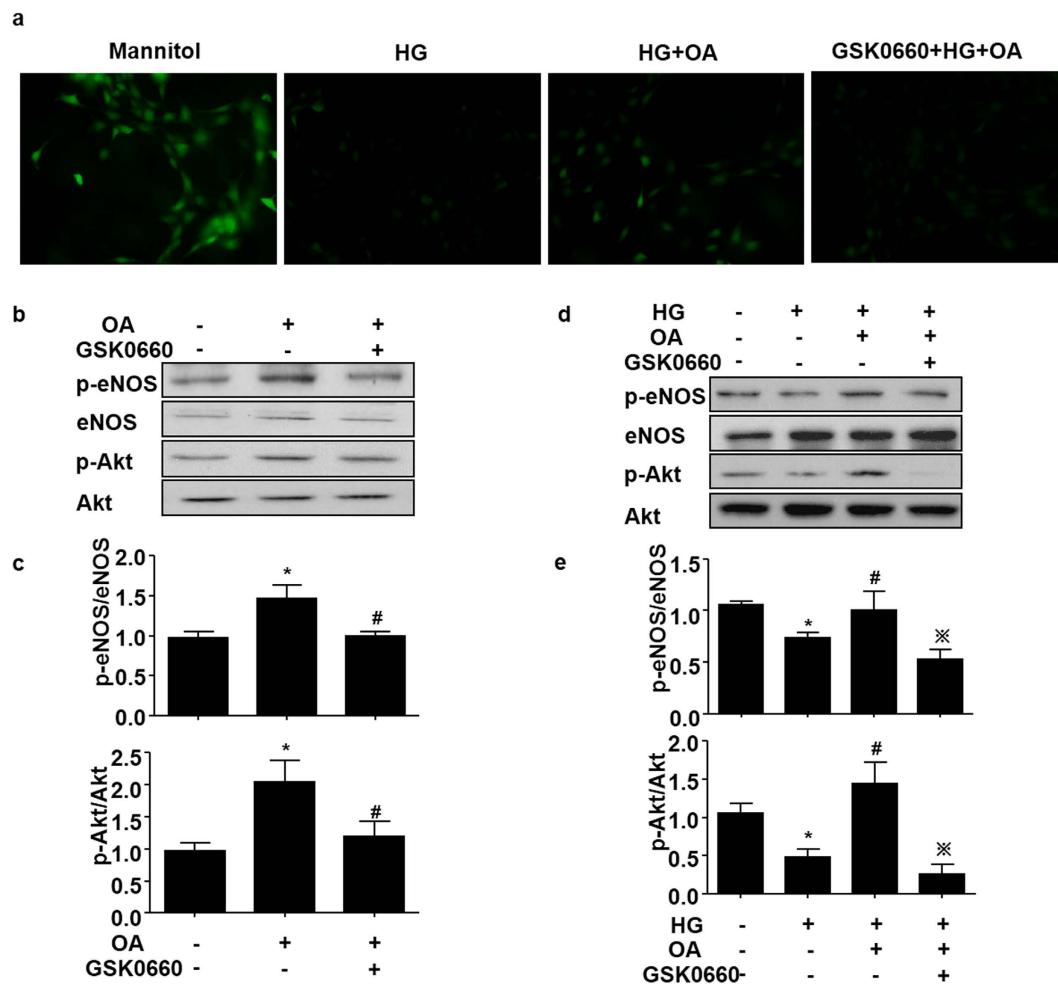 a
Mannitol HG HG+OA GSK0660+HG+OA
b
OA - + +
GSK0660 - - +
p-eNOS
eNOS
p-Akt
Akt
c
p-eNOS/eNOS
2.0
1.5
1.0
0.5
0.0
* #
p-Akt/Akt
2.5
2.0
1.5
1.0
0.5
0.0
* #
OA - + +
GSK0660 - - +
d
HG - + + +
OA - - + +
GSK0660 - - - +
p-eNOS
eNOS
p-Akt
Akt
e
p-eNOS/eNOS
1.5
1.0
0.5
0.0
* # ※
p-Akt/Akt
2.0
1.5
1.0
0.5
0.0
* # ※
HG - + + +
OA - - + +
GSK0660- - - +